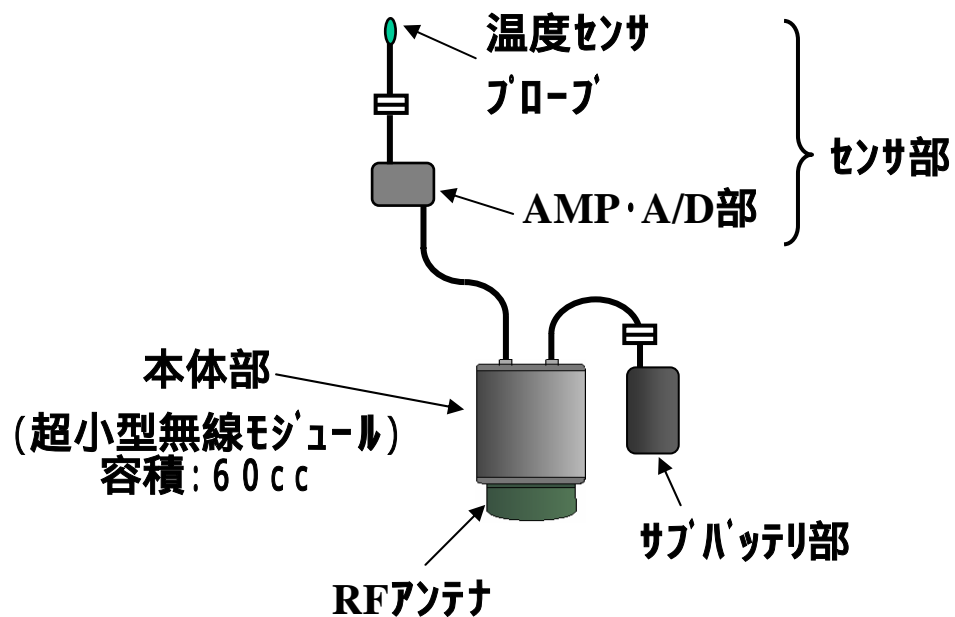 温度センサ
プローブ
センサ部
AMP・A/D部
本体部
(超小型無線モジュール)
容積:60cc
サブバッテリ部
RFアンテナ